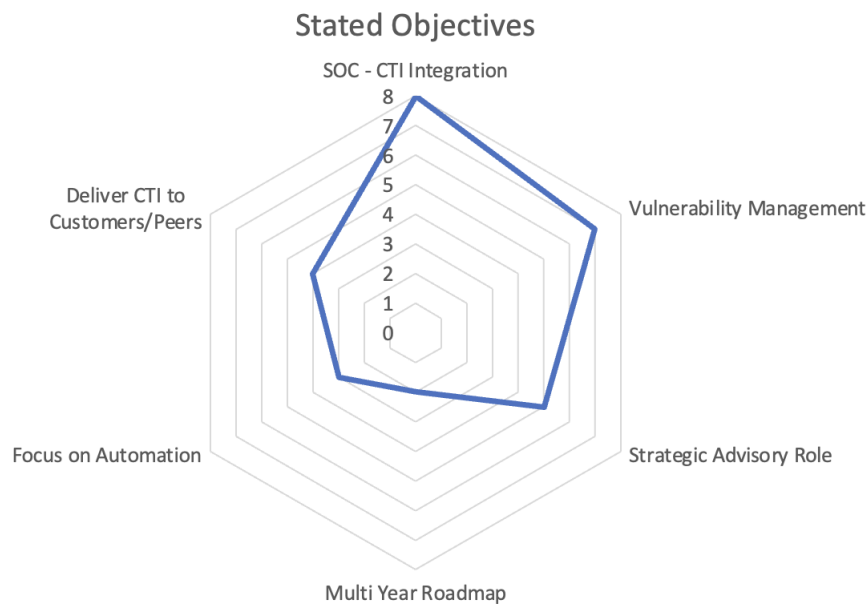 Stated Objectives
SOC - CTI Integration
8
7
6
5
4
3
2
1
0
Vulnerability Management
Strategic Advisory Role
Multi Year Roadmap
Focus on Automation
Deliver CTI to
Customers/Peers